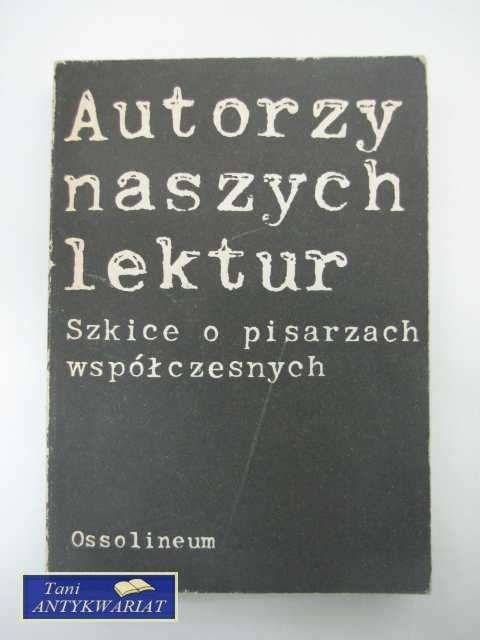 Autorzy
naszych
lektur
Szkice o pisarzach
współczesnych
Ossolineum
Tani
ANTYKWARIAT